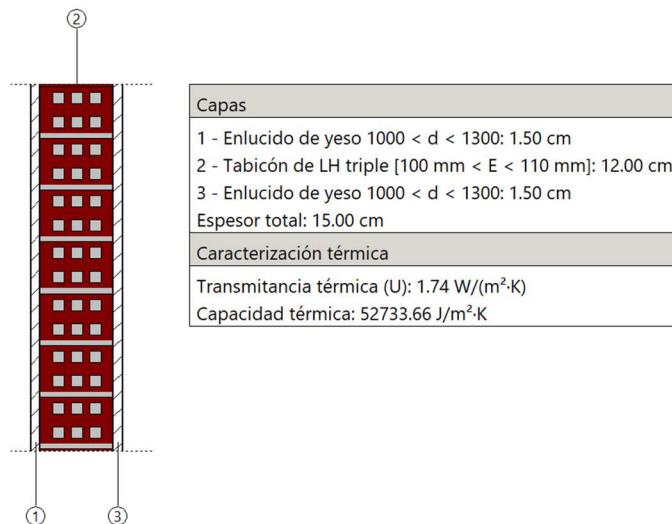 2
Capas
1 - Enlucido de yeso 1000 < d < 1300: 1.50 cm
2 - Tabicón de LH triple [100 mm < E < 110 mm]: 12.00 cm
3 - Enlucido de yeso 1000 < d < 1300: 1.50 cm
Espesor total: 15.00 cm
Caracterización térmica
Transmitancia térmica (U): 1.74 W/(m²·K)
Capacidad térmica: 52733.66 J/m²·K
1
3